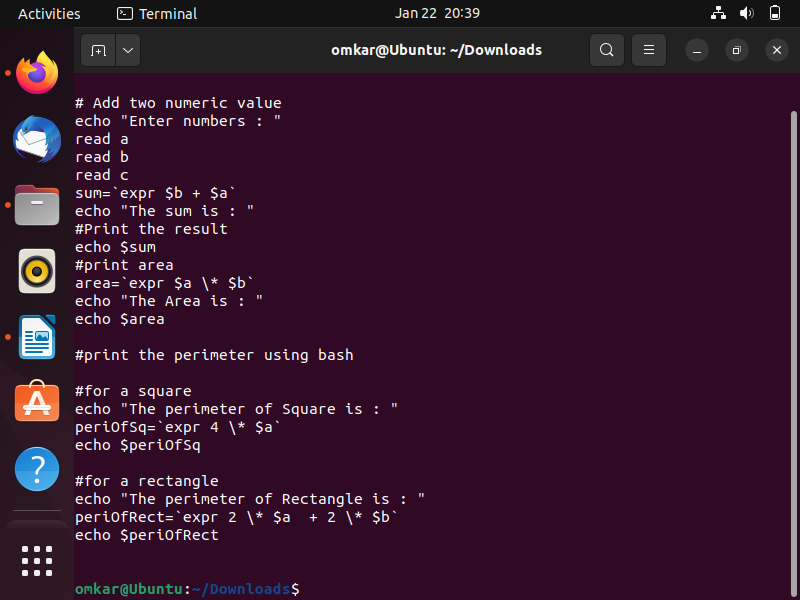 Activities
Terminal
Jan 22 20:39
omkar@Ubuntu: ~/Downloads
# Add two numeric value
echo "Enter numbers : "
read a
read b
read c
sum=`expr $b + $a`
echo "The sum is : "
#Print the result
echo $sum
#print area
area=`expr $a \* $b`
echo "The Area is : "
echo $area
#print the perimeter using bash
#for a square
echo "The perimeter of Square is : "
periOfSq=`expr 4 \* $a`
echo $periOfSq
#for a rectangle
echo "The perimeter of Rectangle is : "
periOfRect=`expr 2 \* $a  + 2 \* $b`
echo $periOfRect
omkar@Ubuntu:~/Downloads$